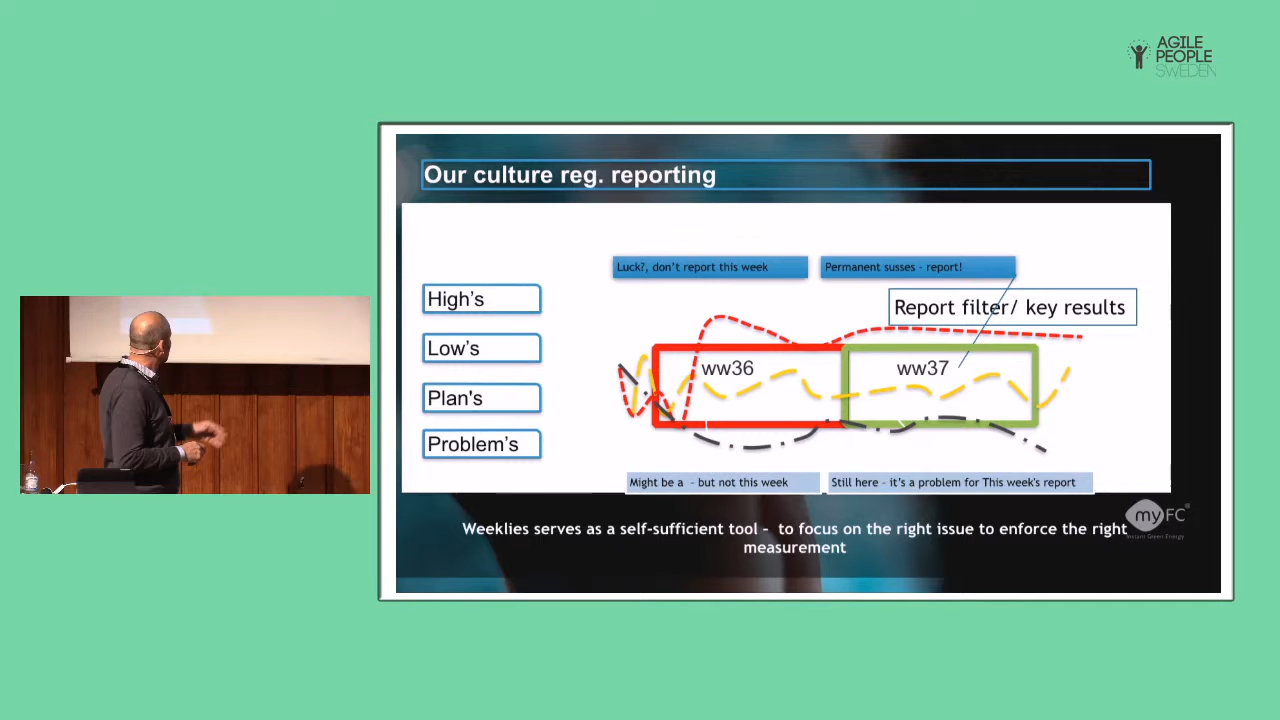 AGILE
PEOPLE
SWEDEN
Our culture reg. reporting
Luck?, don't report this week
Permanent susses - report!
High's
Report filter/ key results
Low's
ww36
ww37
Plan's
Problem's
Might be a - but not this week
Still here - it's a problem for This week's report
myFC
Instant Green Energy
Weeklies serves as a self-sufficient tool - to focus on the right issue to enforce the right
measurement